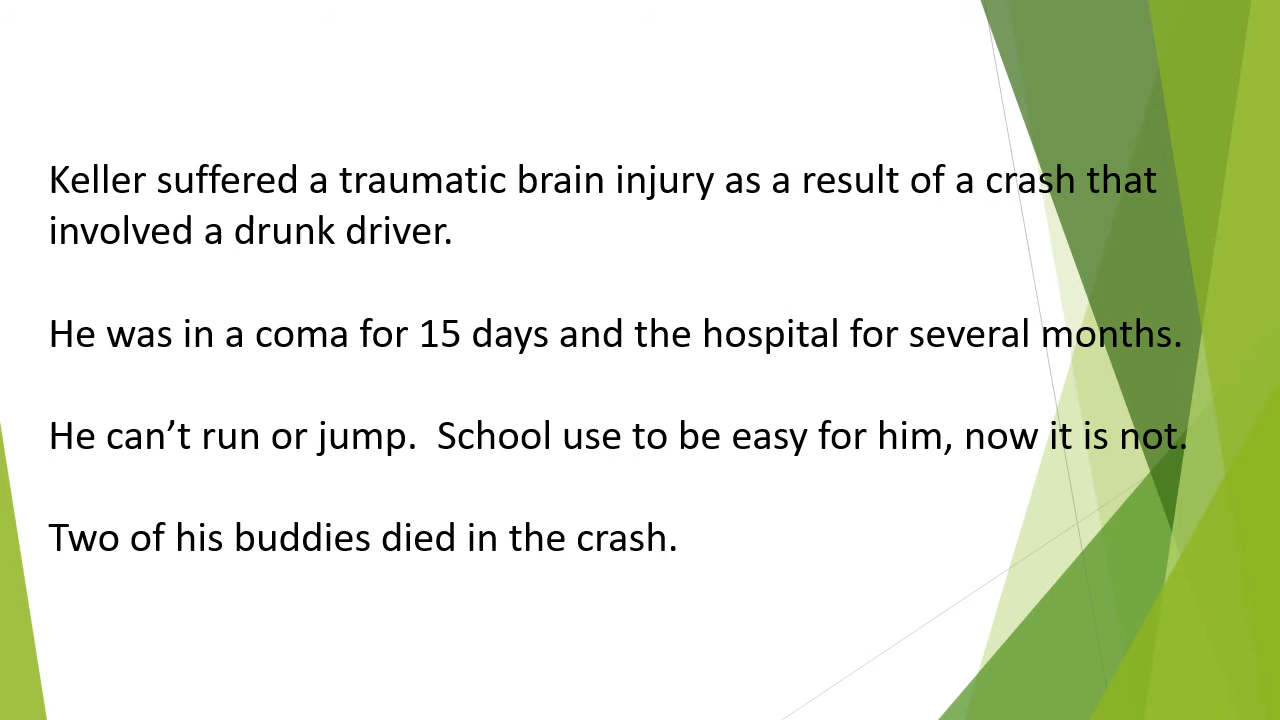 Keller suffered a traumatic brain injury as a result of a crash that
involved a drunk driver.
He was in a coma for 15 days and the hospital for several months.
He can’t run or jump.  School use to be easy for him, now it is not.
Two of his buddies died in the crash.